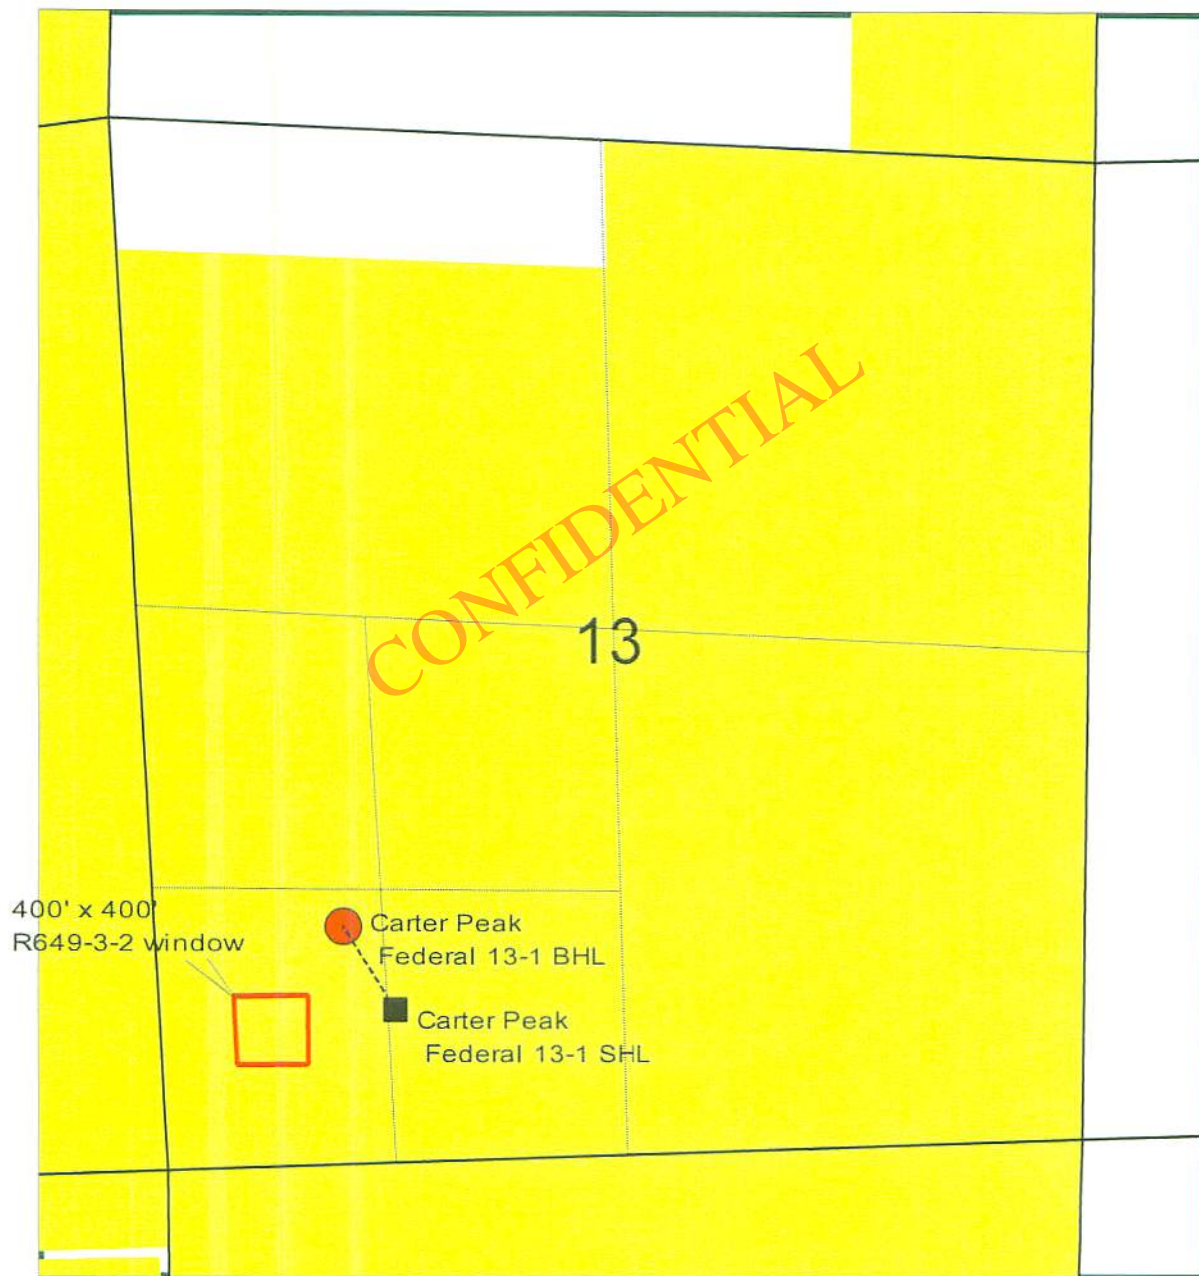 CONFIDENTIAL
13
400' x 400'
R649-3-2 window
Carter Peak
Federal 13-1 BHL
Carter Peak
Federal 13-1 SHL